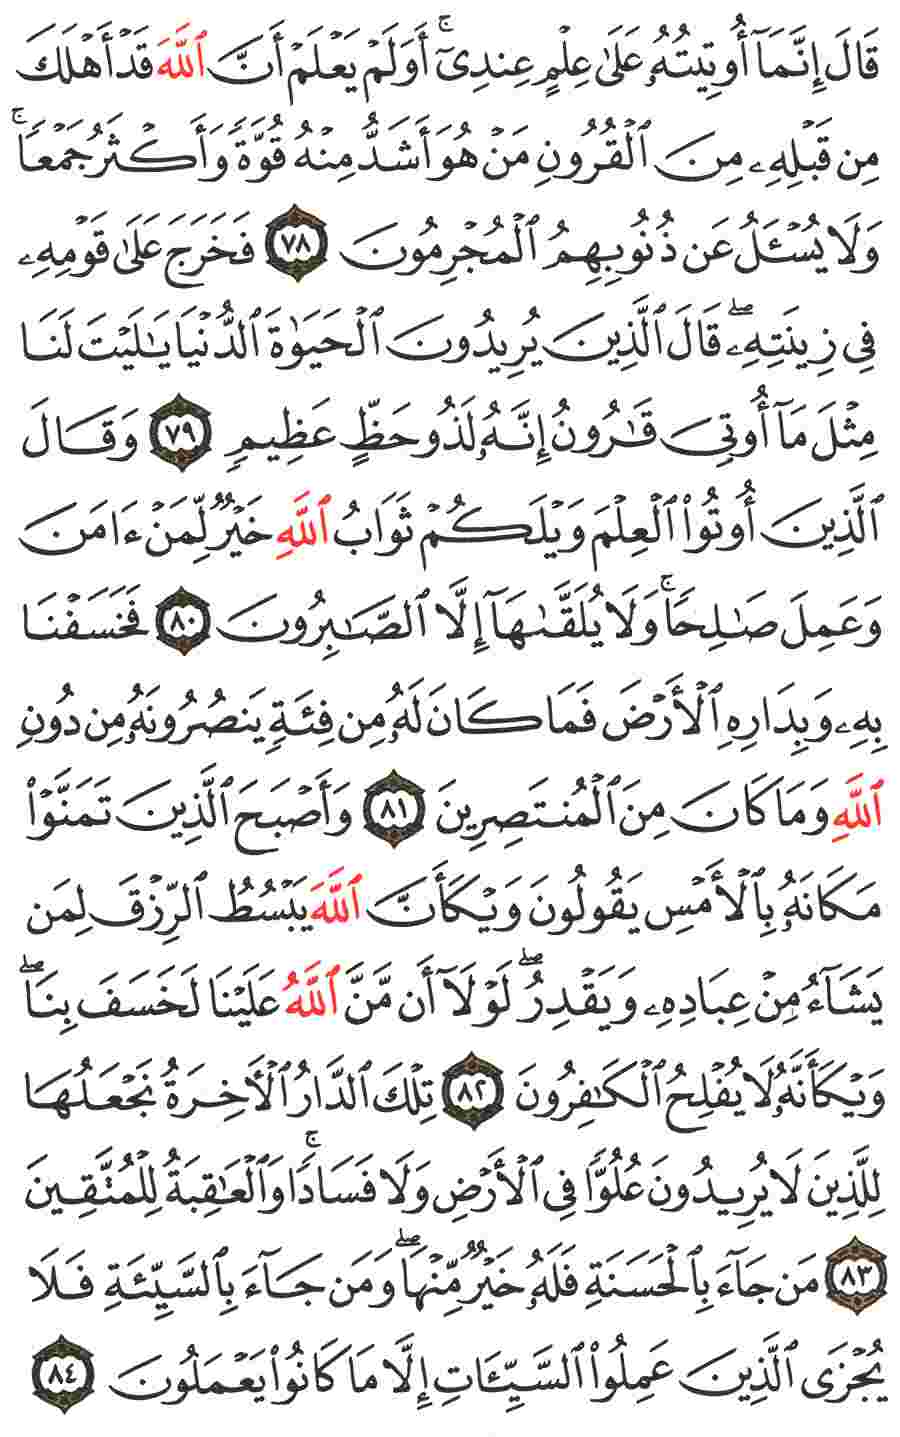 قَالَ إِنَّمَآ أُوتِيتُهُۥ عَلَىٰ عِلْمٍ عِندِىٓ ۚ أَوَلَمْ يَعْلَمْ أَنَّ ٱللَّهَ قَدْ أَهْلَكَ
مِن قَبْلِهِۦ مِنَ ٱلْقُرُونِ مَنْ هُوَ أَشَدُّ مِنْهُ قُوَّةً وَأَكْثَرُ جَمْعًا ۚ
وَلَا يُسْـَٔلُ عَن ذُنُوبِهِمُ ٱلْمُجْرِمُونَ ٧٨ فَخَرَجَ عَلَىٰ قَوْمِهِۦ
فِى زِينَتِهِۦ ۖ قَالَ ٱلَّذِينَ يُرِيدُونَ ٱلْحَيَوٰةَ ٱلدُّنْيَا يَـٰلَيْتَ لَنَا
مِثْلَ مَآ أُوتِىَ قَـٰرُونُ إِنَّهُۥ لَذُو حَظٍّ عَظِيمٍ ٧٩ وَقَالَ
ٱلَّذِينَ أُوتُوا۟ ٱلْعِلْمَ وَيْلَكُمْ ثَوَابُ ٱللَّهِ خَيْرٌ لِّمَنْ ءَامَنَ
وَعَمِلَ صَـٰلِحًا ۚ وَلَا يُلَقَّىٰهَآ إِلَّا ٱلصَّـٰبِرُونَ ٨٠ فَخَسَفْنَا
بِهِۦ وَبِدَارِهِ ٱلْأَرْضَ فَمَا كَانَ لَهُۥ مِن فِئَةٍ يَنصُرُونَهُۥ مِن دُونِ
ٱللَّهِ وَمَا كَانَ مِنَ ٱلْمُنتَصِرِينَ ٨١ وَأَصْبَحَ ٱلَّذِينَ تَمَنَّوْا۟
مَكَانَهُۥ بِٱلْأَمْسِ يَقُولُونَ وَيْكَأَنَّ ٱللَّهَ يَبْسُطُ ٱلرِّزْقَ لِمَن
يَشَآءُ مِنْ عِبَادِهِۦ وَيَقْدِرُ ۖ لَوْلَآ أَن مَّنَّ ٱللَّهُ عَلَيْنَا لَخَسَفَ بِنَا ۖ
وَيْكَأَنَّهُۥ لَا يُفْلِحُ ٱلْكَـٰفِرُونَ ٨٢ تِلْكَ ٱلدَّارُ ٱلْـَٔاخِرَةُ نَجْعَلُهَا
لِلَّذِينَ لَا يُرِيدُونَ عُلُوًّا فِى ٱلْأَرْضِ وَلَا فَسَادًا ۚ وَٱلْعَـٰقِبَةُ لِلْمُتَّقِينَ
٨٣ مَن جَآءَ بِٱلْحَسَنَةِ فَلَهُۥ خَيْرٌ مِّنْهَا ۖ وَمَن جَآءَ بِٱلسَّيِّئَةِ فَلَا
يُجْزَى ٱلَّذِينَ عَمِلُوا۟ ٱلسَّيِّـَٔاتِ إِلَّا مَا كَانُوا۟ يَعْمَلُونَ ٨٤